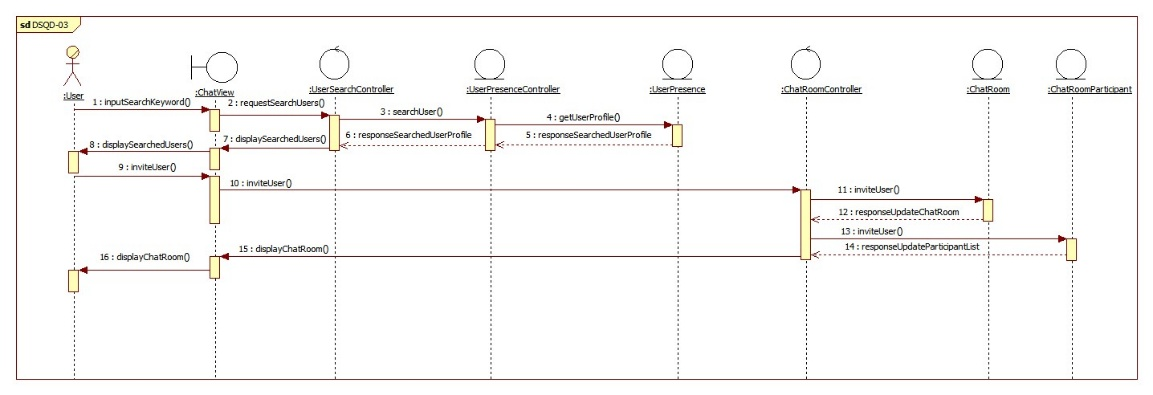 sd DSQD-03
:User
:ChatView
:UserSearchController
:UserPresenceController
:UserPresence
:ChatRoomController
:ChatRoom
:ChatRoomParticipant
1 : inputSearchKeyword()
2 : requestSearchUsers()
3 : searchUser()
4 : getUserProfile()
5 : responseSearchedUserProfile
6 : responseSearchedUserProfile
7 : displaySearchedUsers()
8 : displaySearchedUsers()
9 : inviteUser()
10 : inviteUser()
11 : inviteUser()
12 : responseUpdateChatRoom
13 : inviteUser()
14 : responseUpdateParticipantList
15 : displayChatRoom()
16 : displayChatRoom()